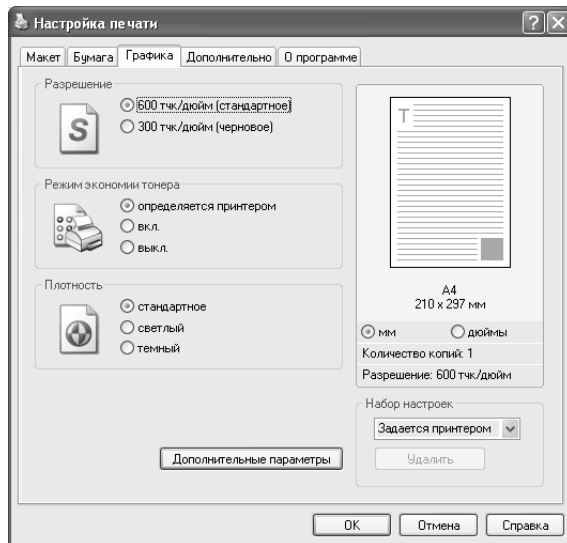 Настройка печати
Макет Бумага Графика Дополнительно О программе
Разрешение
S
600 тчк/дюйм (стандартное)
300 тчк/дюйм (черновое)
Режим экономии тонера
определяется принтером
вкл.
выкл.
Плотность
стандартное
светлый
темный
Дополнительные параметры
T
A4
210 x 297 мм
мм дюймы
Количество копий: 1
Разрешение: 600 тчк/дюйм
Набор настроек
Задается принтером
Удалить
OK Отмена Справка